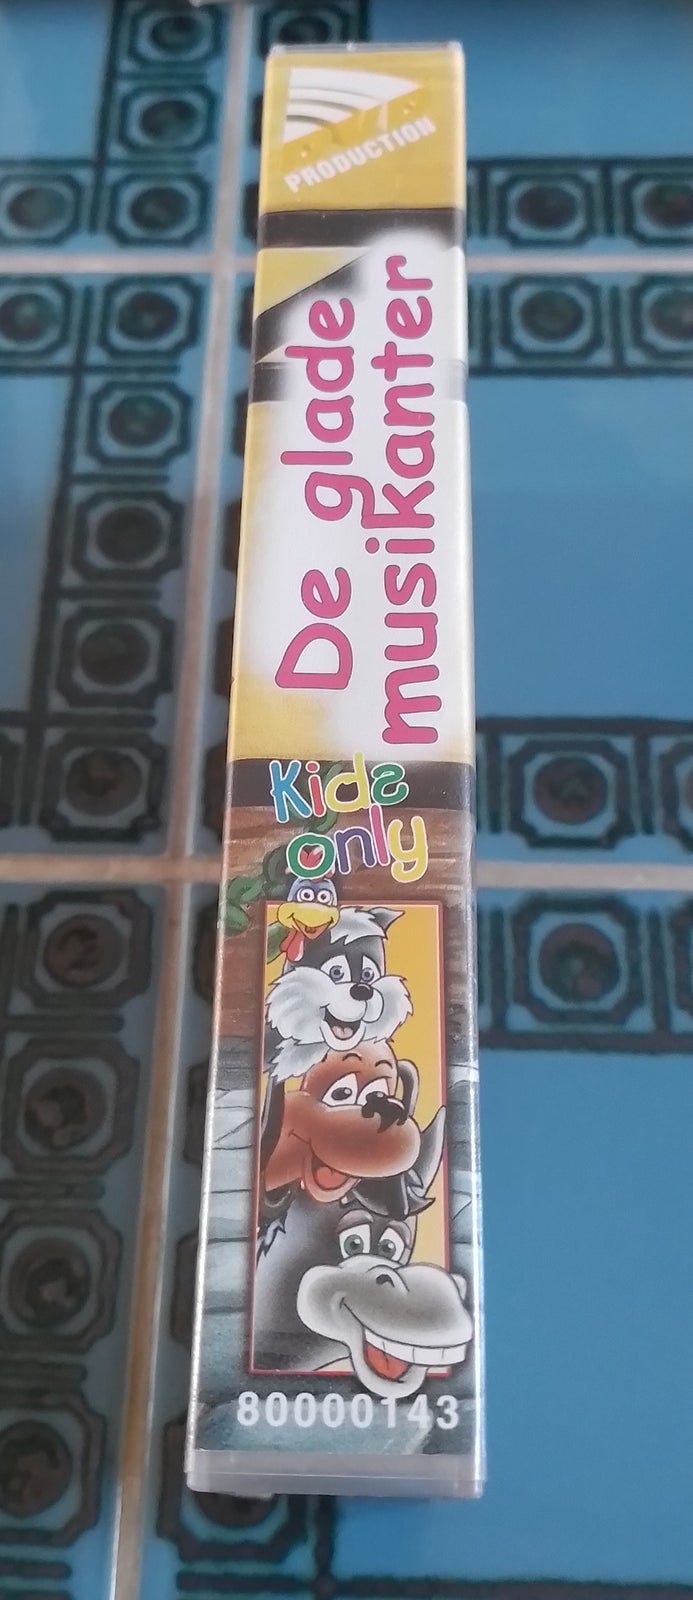 PRODUCTION
De glade
musikanter
Kids
only
80000143